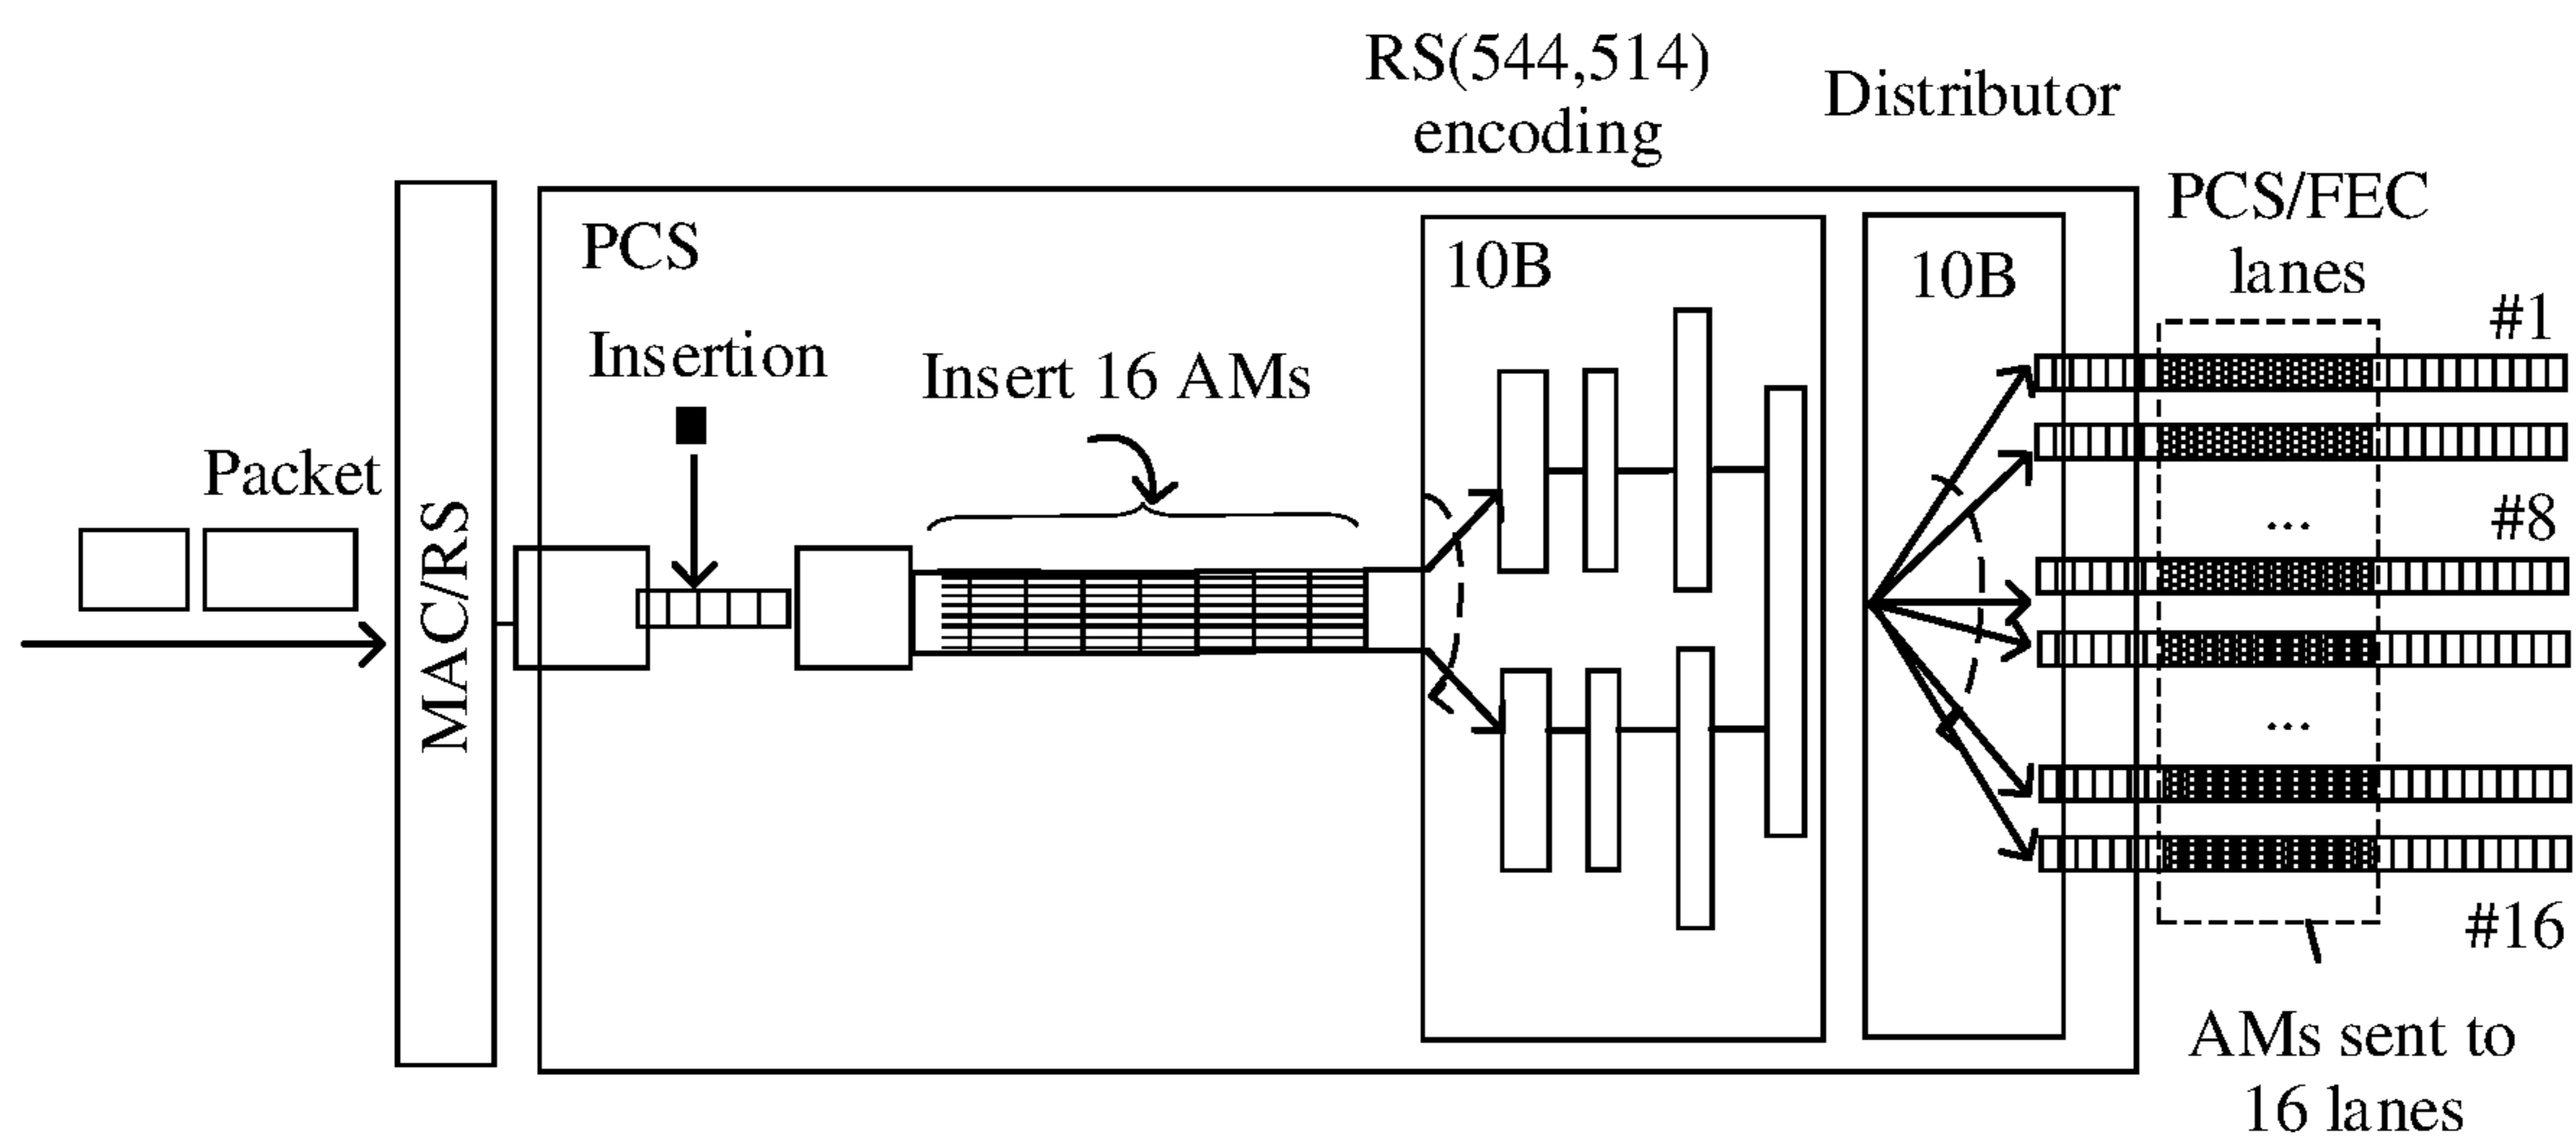 RS(544,514)
encoding
Distributor
PCS/FEC
lanes
PCS
10B
10B
#1
Insertion
Insert 16 AMs
Packet
MAC/RS
...
#8
...
#16
AMs sent to
16 lanes